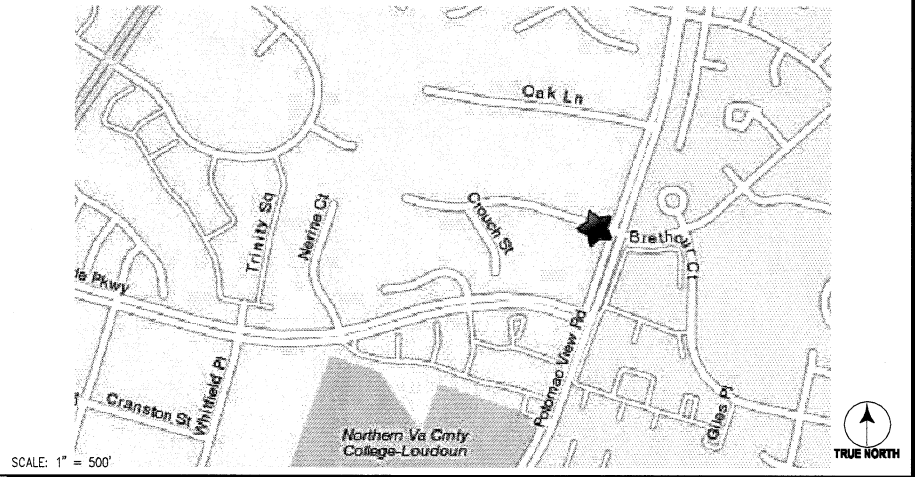 Oak Ln
Crouch St
Trinity Sq
Nerine Ct
Brethour Ct
Pkwy
Potomac View Rd
Whitfield Pl
Cranston St
Giles Pl
Northern Va Cmty
College-Loudoun
SCALE: 1" = 500'
TRUE NORTH